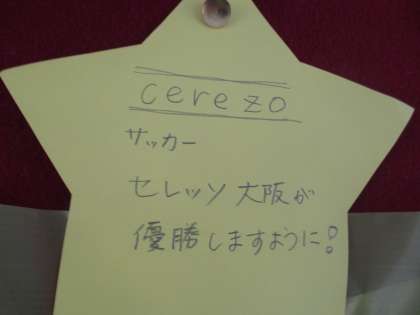 cerezo
サッカー
セレッソ大阪が
優勝しますように!